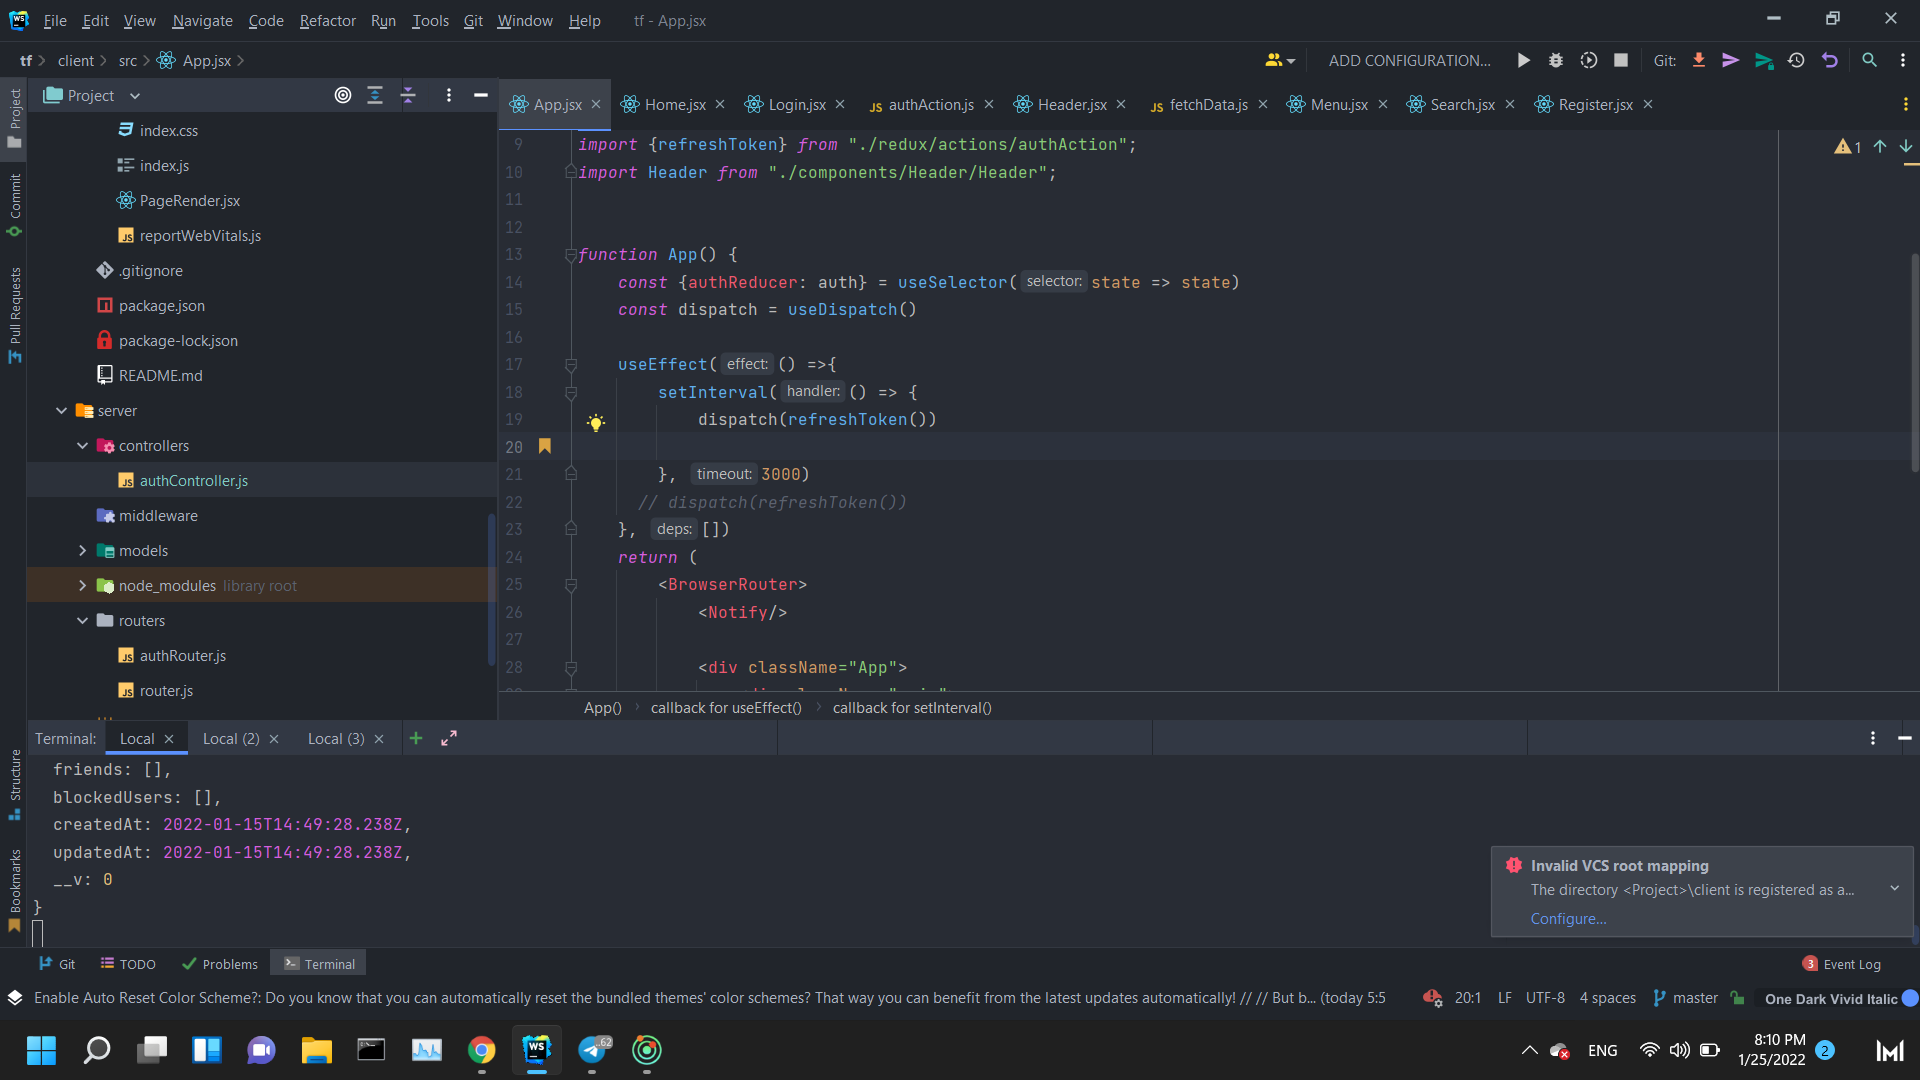 File Edit View Navigate Code Refactor Run Tools Git Window Help tf - App.jsx
tf client src App.jsx ADD CONFIGURATION... Git:
Project
App.jsx Home.jsx Login.jsx authAction.js Header.jsx fetchData.js Menu.jsx Search.jsx Register.jsx
Project
Commit
Pull Requests
Structure
Bookmarks
index.css
index.js
PageRender.jsx
reportWebVitals.js
.gitignore
package.json
package-lock.json
README.md
server
controllers
authController.js
middleware
models
node_modules library root
routers
authRouter.js
router.js
9 import {refreshToken} from "./redux/actions/authAction";
10 import Header from "./components/Header/Header";
11
12
13 function App() {
14 const {authReducer: auth} = useSelector( selector: state => state)
15 const dispatch = useDispatch()
16
17 useEffect( effect: () =>{
18 setInterval( handler: () => {
19 dispatch(refreshToken())
20
21 }, timeout: 3000)
22 // dispatch(refreshToken())
23 }, deps: [])
24 return (
25 <BrowserRouter>
26 <Notify/>
27
28 <div className="App">
1
App() callback for useEffect() callback for setInterval()
Terminal: Local Local (2) Local (3)
friends: [],
blockedUsers: [],
createdAt: 2022-01-15T14:49:28.238Z,
updatedAt: 2022-01-15T14:49:28.238Z,
__v: 0
}
Invalid VCS root mapping
The directory <Project>\client is registered as a...
Configure...
Git TODO Problems Terminal 3 Event Log
Enable Auto Reset Color Scheme?: Do you know that you can automatically reset the bundled themes' color schemes? That way you can benefit from the latest updates automatically! // // But b... (today 5:5 20:1 LF UTF-8 4 spaces master One Dark Vivid Italic
WS ..62 ENG 8:10 PM 2
1/25/2022